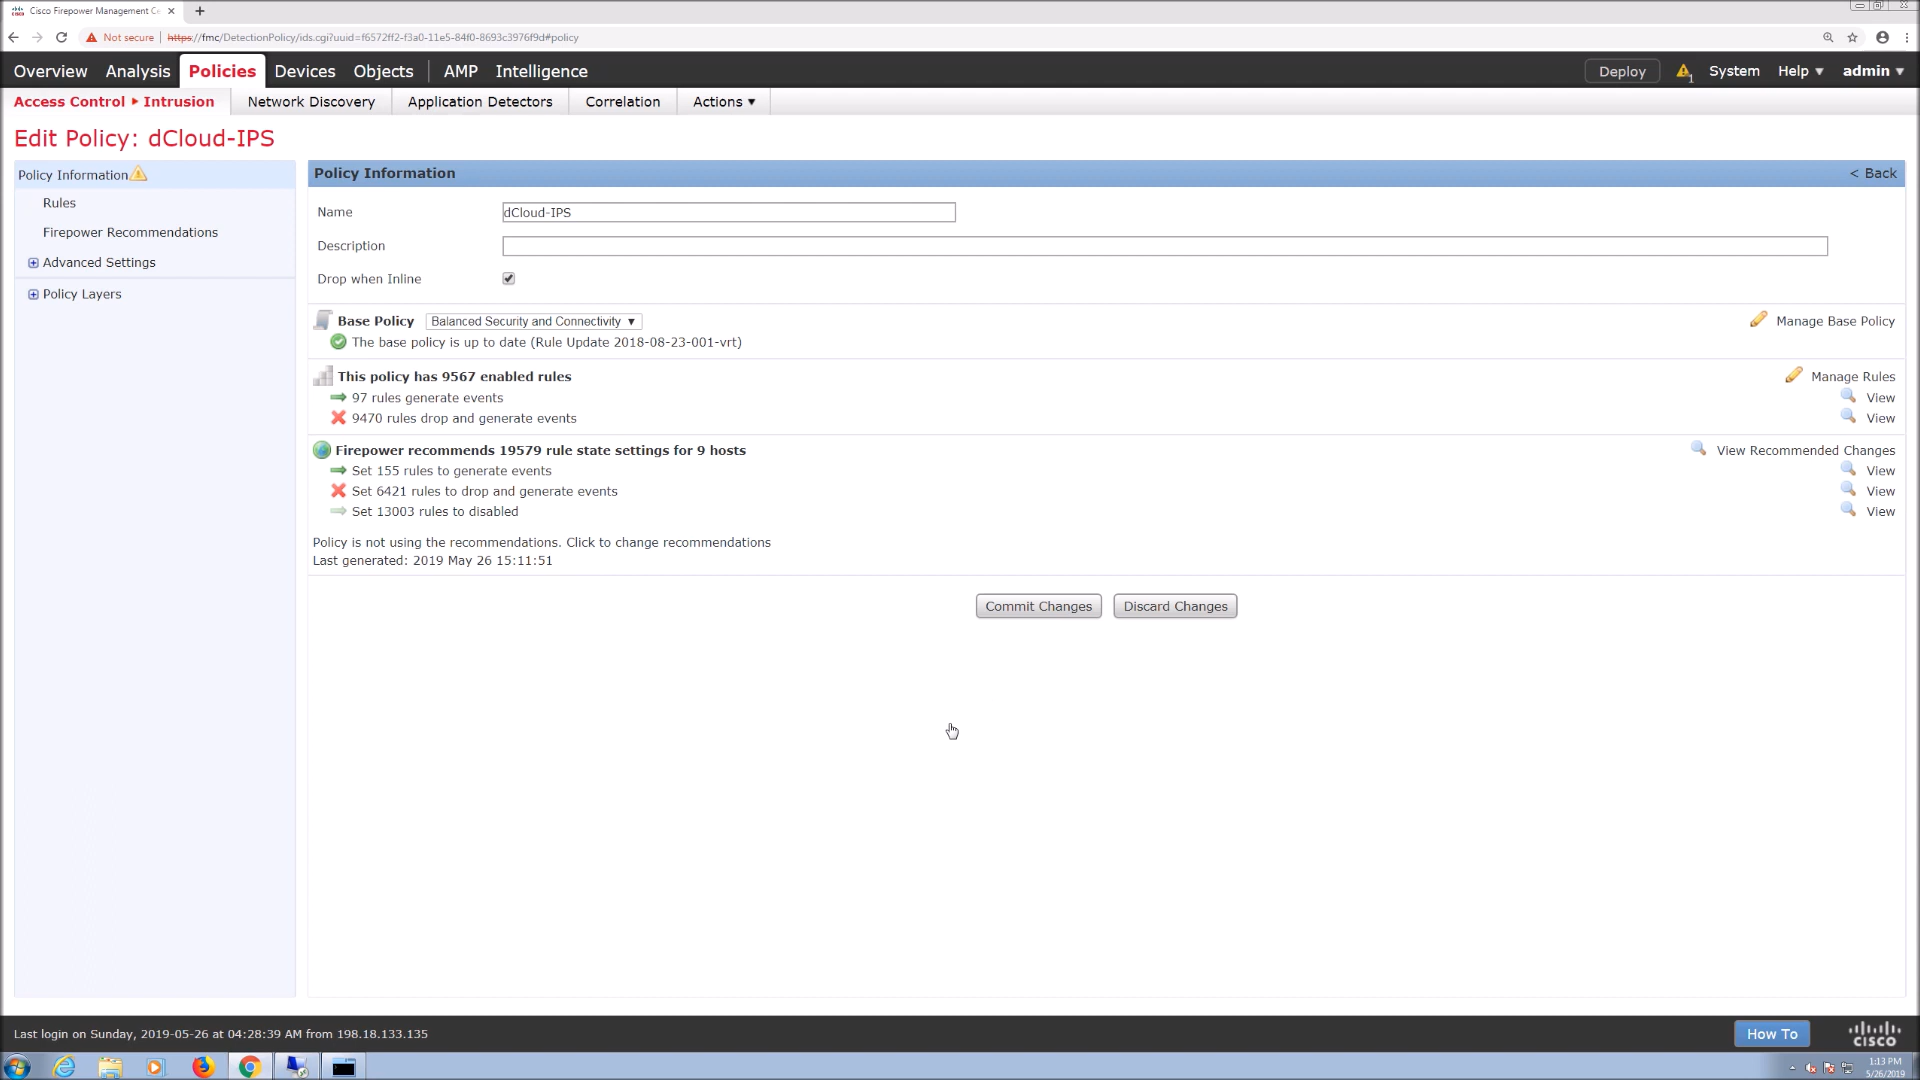 Cisco Firepower Management Ce
Not secure | https://fmc/DetectionPolicy/ids.cgi?uuid=f6572ff2-f3a0-11e5-84f0-8693c3976f9d#policy
Overview Analysis Policies Devices Objects AMP Intelligence Deploy 1 System Help ▼ admin ▼
Access Control ▸ Intrusion Network Discovery Application Detectors Correlation Actions ▼
Edit Policy: dCloud-IPS
Policy Information
Rules
Firepower Recommendations
Advanced Settings
Policy Layers
Policy Information < Back
Name dCloud-IPS
Description
Drop when Inline
Base Policy Balanced Security and Connectivity ▼ Manage Base Policy
The base policy is up to date (Rule Update 2018-08-23-001-vrt)
This policy has 9567 enabled rules Manage Rules
97 rules generate events View
9470 rules drop and generate events View
Firepower recommends 19579 rule state settings for 9 hosts View Recommended Changes
Set 155 rules to generate events View
Set 6421 rules to drop and generate events View
Set 13003 rules to disabled View
Policy is not using the recommendations. Click to change recommendations
Last generated: 2019 May 26 15:11:51
Commit Changes Discard Changes
Last login on Sunday, 2019-05-26 at 04:28:39 AM from 198.18.133.135 How To
CISCO
1:13 PM
5/26/2019